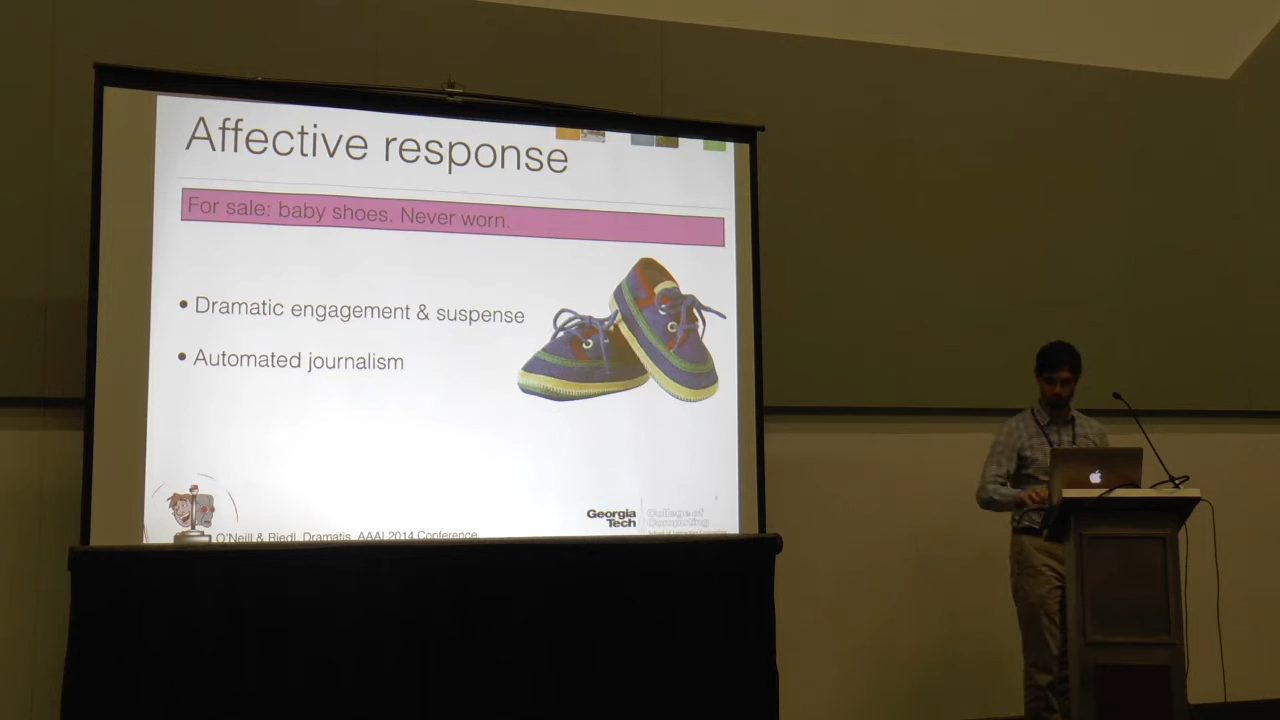 Affective response
For sale: baby shoes. Never worn.
• Dramatic engagement & suspense
• Automated journalism
Georgia
Tech
College of
Computing
O'Neill & Riedl, Dramatis, AAAI 2014 Conference